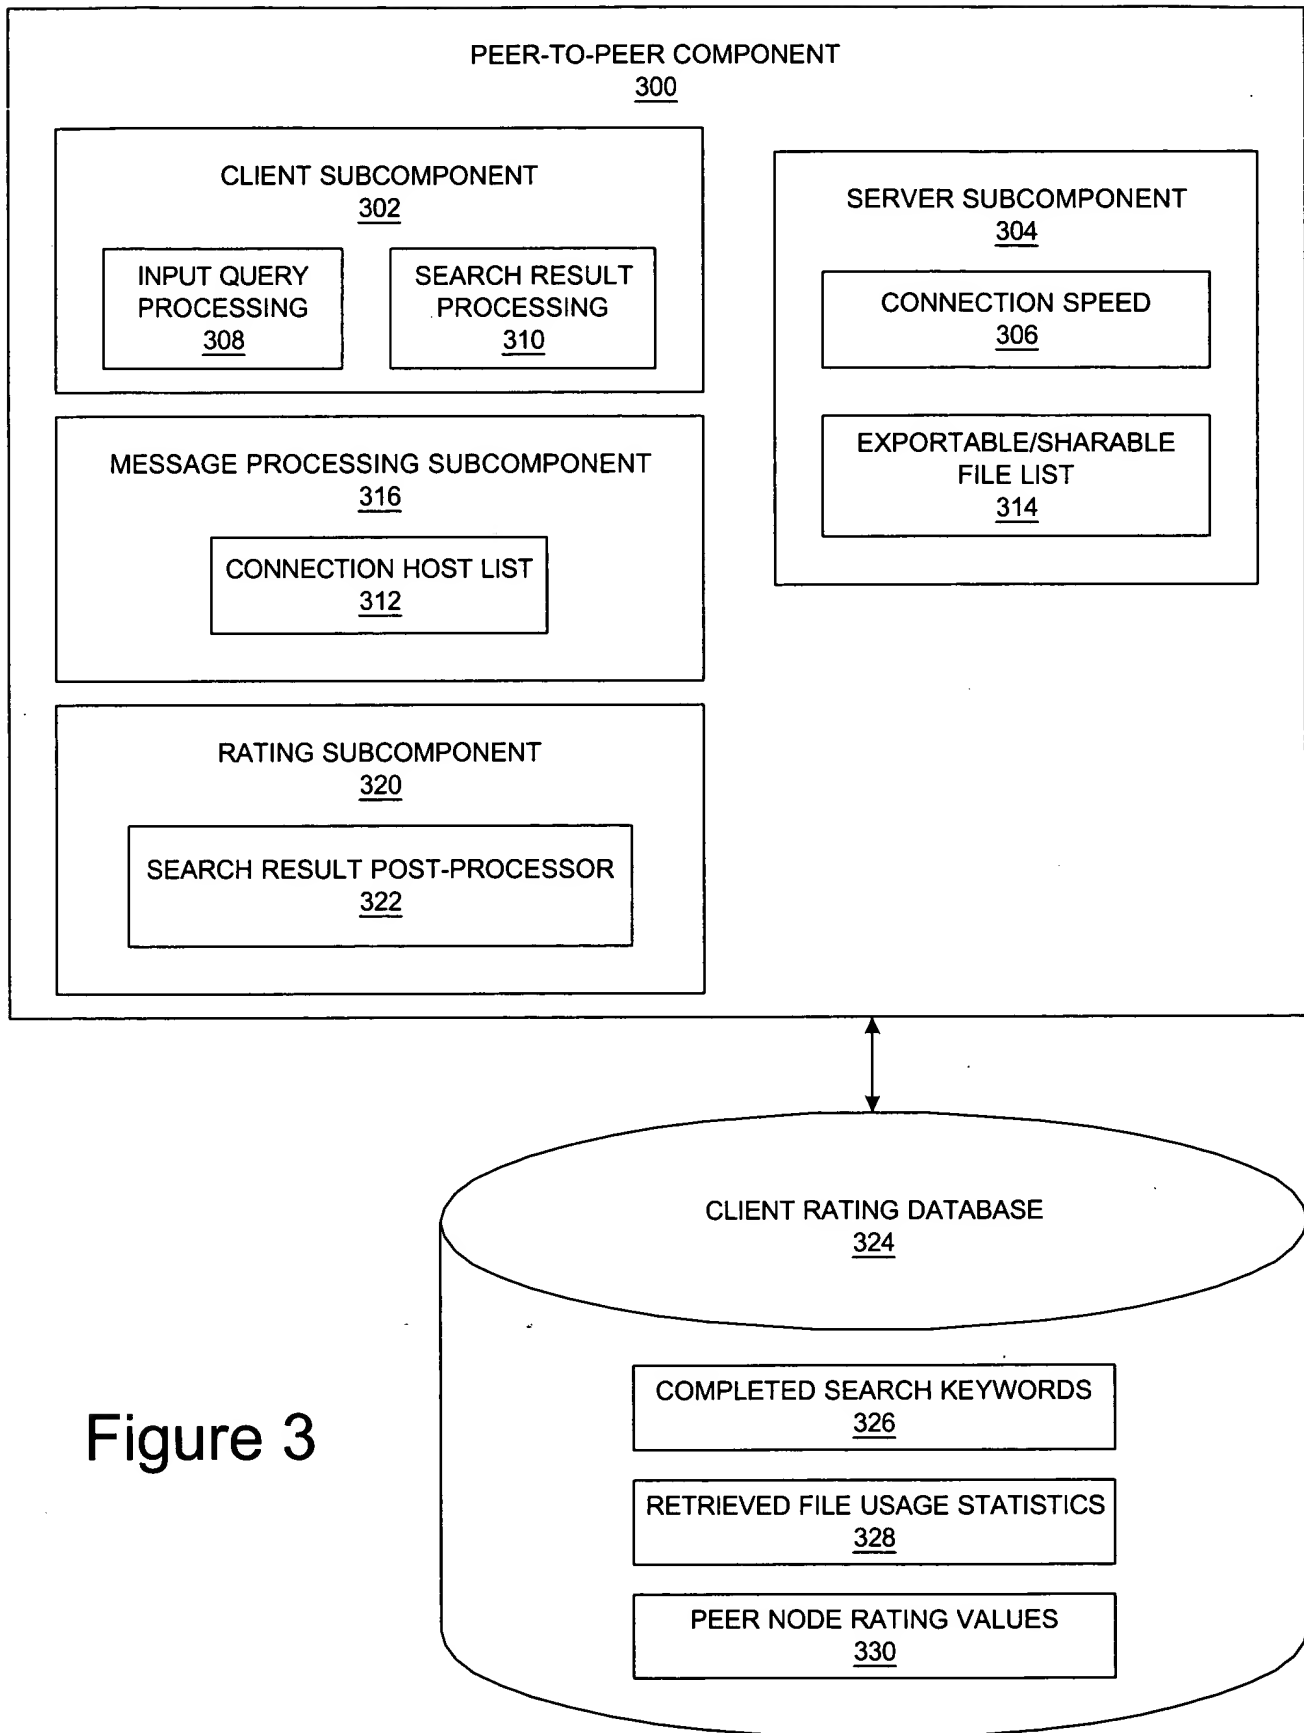 PEER-TO-PEER COMPONENT
300
CLIENT SUBCOMPONENT
302
INPUT QUERY
PROCESSING
308
SEARCH RESULT
PROCESSING
310
SERVER SUBCOMPONENT
304
CONNECTION SPEED
306
EXPORTABLE/SHARABLE
FILE LIST
314
MESSAGE PROCESSING SUBCOMPONENT
316
CONNECTION HOST LIST
312
RATING SUBCOMPONENT
320
SEARCH RESULT POST-PROCESSOR
322
CLIENT RATING DATABASE
324
COMPLETED SEARCH KEYWORDS
326
RETRIEVED FILE USAGE STATISTICS
328
PEER NODE RATING VALUES
330
Figure 3